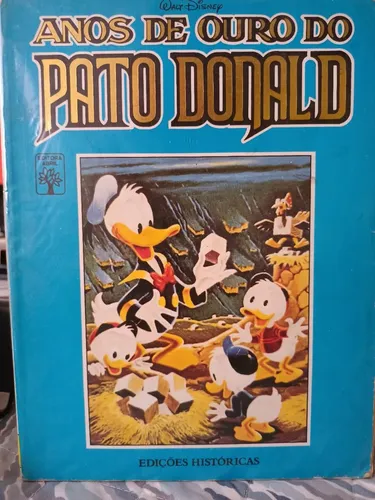 Walt Disney
ANOS DE OURO DO
PATO DONALD
EDITORA
ABRIL
EDIÇÕES HISTÓRICAS